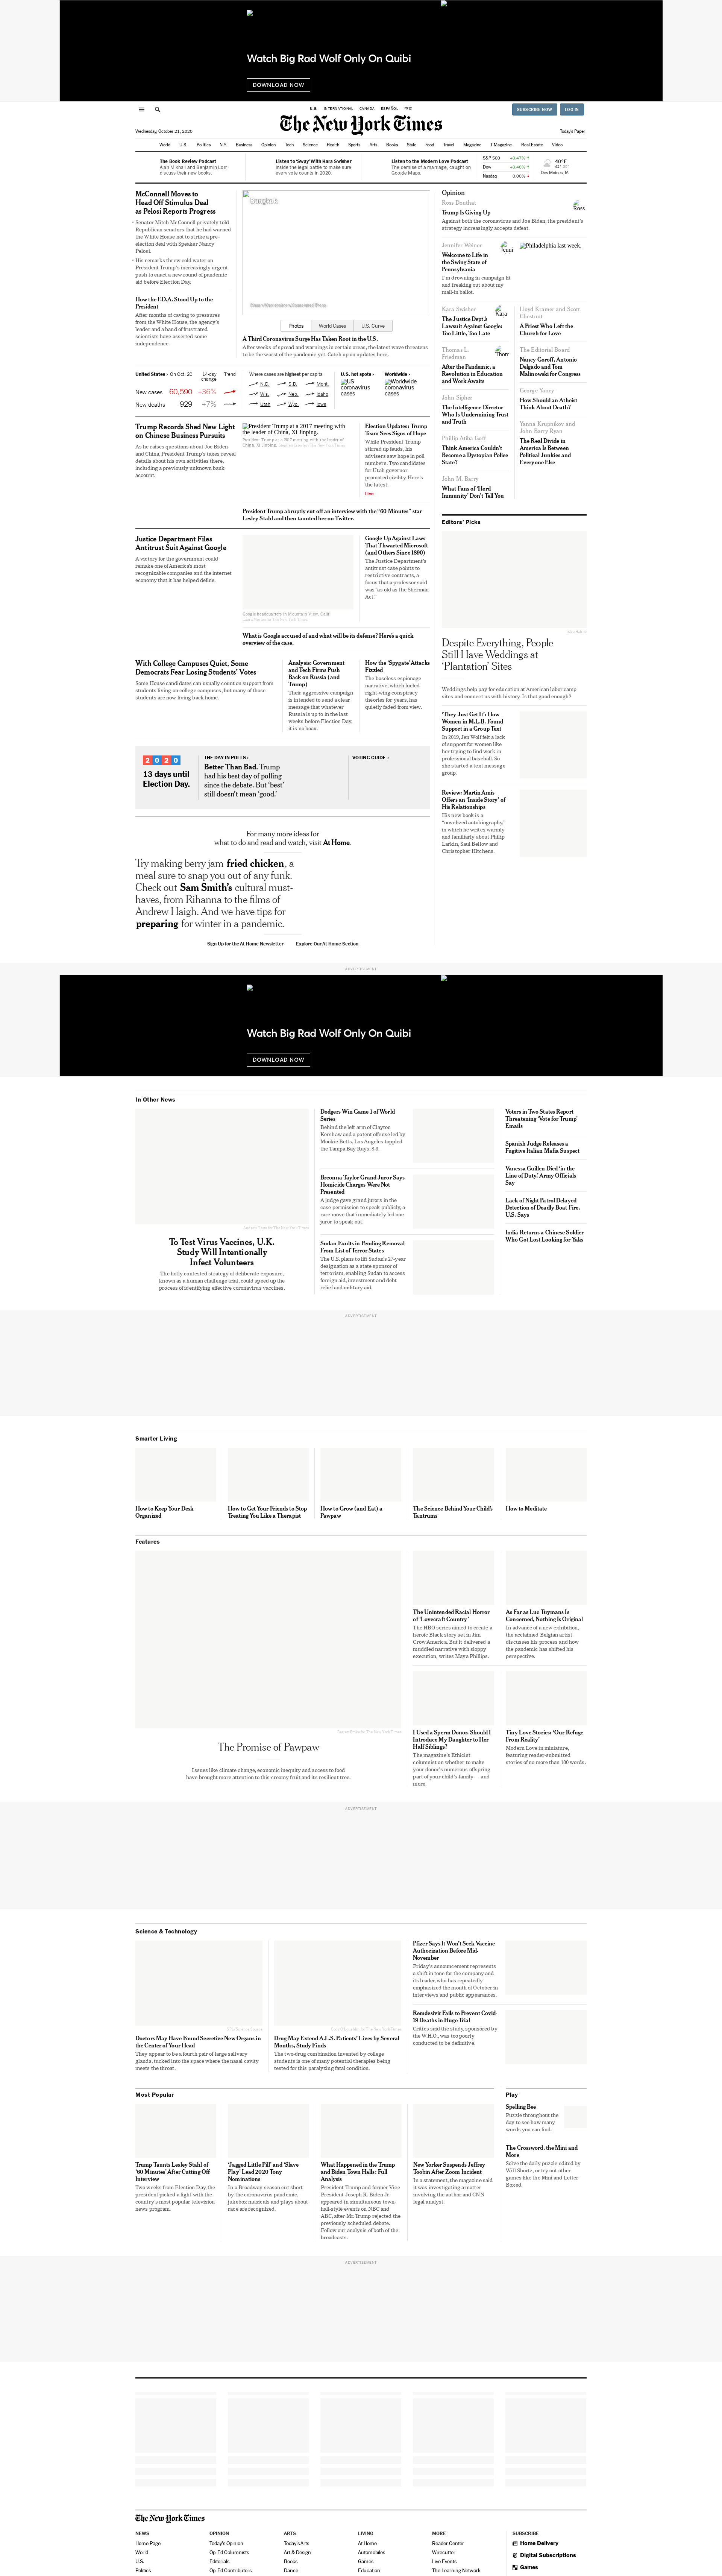 Watch Big Rad Wolf Only On Quibi
DOWNLOAD NOW
U.S.
INTERNATIONAL
CANADA
ESPAÑOL
中文
SUBSCRIBE NOW
LOG IN
The New York Times
Wednesday, October 21, 2020
Today's Paper
World
U.S.
Politics
N.Y.
Business
Opinion
Tech
Science
Health
Sports
Arts
Books
Style
Food
Travel
Magazine
T Magazine
Real Estate
Video
The Book Review Podcast
Alan Mikhail and Benjamin Lorr
discuss their new books.
Listen to 'Sway' With Kara Swisher
Inside the legal battle to make sure
every vote counts in 2020.
Listen to the Modern Love Podcast
The demise of a marriage, caught on
Google Maps.
S&P 500 +0.47% ↑
Dow +0.40% ↑
Nasdaq
40°F
Des Moines, IA
McConnell Moves to
Head Off Stimulus Deal
as Pelosi Reports Progress
Senator Mitch McConnell privately told
Republican senators that he had warned
the White House not to strike a pre-
election deal with Speaker Nancy
Pelosi.
His remarks threw cold water on
President Trump's increasingly urgent
push to enact a new round of pandemic
aid before Election Day.
How the F.D.A. Stood Up to the
President
After months of caving to pressures
from the White House, the agency's
leader and a band of frustrated
scientists have asserted some
independence.
Photos
World Cases
U.S. Curve
A Third Coronavirus Surge Has Taken Root in the U.S.
After weeks of spread and warnings in certain areas, the latest wave threatens
to be the worst of the pandemic yet. Catch up on updates here.
United States › On Oct. 20
14-day
change
Trend
New cases 60,590 +36%
New deaths 929 +7%
Where cases are highest per capita
N.D.
S.D.
Mont.
Wis.
Neb.
Idaho
Utah
Wyo.
Iowa
U.S. hot spots ›
US
coronavirus
cases
Worldwide ›
Worldwide
coronavirus
cases
Trump Records Shed New Light
on Chinese Business Pursuits
As he raises questions about Joe Biden
and China, President Trump's taxes reveal
details about his own activities there,
including a previously unknown bank
account.
President Trump at a 2017 meeting with
the leader of China, Xi Jinping.
President Trump at a 2017 meeting with the leader of
China, Xi Jinping.
Election Updates: Trump
Team Sees Signs of Hope
While President Trump
stirred up feuds, his
advisers saw hope in poll
numbers. Two candidates
for Utah governor
promoted civility. Here's
the latest.
Live
President Trump abruptly cut off an interview with the "60 Minutes" star
Lesley Stahl and then taunted her on Twitter.
Justice Department Files
Antitrust Suit Against Google
A victory for the government could
remake one of America's most
recognizable companies and the internet
economy that it has helped define.
Google headquarters in Mountain View, Calif.
Google Up Against Laws
That Thwarted Microsoft
(and Others Since 1890)
The Justice Department's
antitrust case points to
restrictive contracts, a
focus that a professor said
was "as old as the Sherman
Act."
What is Google accused of and what will be its defense? Here's a quick
overview of the case.
With College Campuses Quiet, Some
Democrats Fear Losing Students' Votes
Some House candidates can usually count on support from
students living on college campuses, but many of those
students are now living back home.
Analysis: Government
and Tech Firms Push
Back on Russia (and
Trump)
Their aggressive campaign
is intended to send a clear
message that whatever
Russia is up to in the last
weeks before Election Day,
it is no hoax.
How the 'Spygate' Attacks
Fizzled
The baseless espionage
narrative, which fueled
right-wing conspiracy
theories for years, has
quietly faded from view.
2020
13 days until
Election Day.
THE DAY IN POLLS ›
Better Than Bad. Trump
had his best day of polling
since the debate. But 'best'
still doesn't mean 'good.'
VOTING GUIDE ›
For many more ideas for
what to do and read and watch, visit At Home.
Try making berry jam fried chicken, a
meal sure to snap you out of any funk.
Check out Sam Smith's cultural must-
haves, from Rihanna to the films of
Andrew Haigh. And we have tips for
preparing for winter in a pandemic.
Sign Up for the At Home Newsletter
Explore Our At Home Section
Opinion
Ross Douthat
Trump Is Giving Up
Against both the coronavirus and Joe Biden, the president's
strategy increasingly accepts defeat.
Jennifer Weiner
Welcome to Life in
the Swing State of
Pennsylvania
I'm drowning in campaign lit
and freaking out about my
mail-in ballot.
Philadelphia last week.
Kara Swisher
The Justice Dept.'s
Lawsuit Against Google:
Too Little, Too Late
Thomas L.
Friedman
After the Pandemic, a
Revolution in Education
and Work Awaits
John Sipher
The Intelligence Director
Who Is Undermining Trust
and Truth
Phillip Atiba Goff
Think America Couldn't
Become a Dystopian Police
State?
John M. Barry
What Fans of 'Herd
Immunity' Don't Tell You
Lloyd Kramer and Scott
Chestnut
A Priest Who Left the
Church for Love
The Editorial Board
Nancy Goroff, Antonio
Delgado and Tom
Malinowski for Congress
George Yancy
How Should an Atheist
Think About Death?
Yanna Krupnikov and
John Barry Ryan
The Real Divide in
America Is Between
Political Junkies and
Everyone Else
Editors' Picks
Despite Everything, People
Still Have Weddings at
'Plantation' Sites
Weddings help pay for education at American labor camp
sites and connect us with history. Is that good enough?
'They Just Get It': How
Women in M.L.B. Found
Support in a Group Text
In 2019, Jen Wolf felt a lack
of support for women like
her trying to find work in
professional baseball. So
she started a text message
group.
Review: Martin Amis
Offers an 'Inside Story' of
His Relationships
His new book is a
"novelized autobiography,"
in which he writes warmly
and familiarly about Philip
Larkin, Saul Bellow and
Christopher Hitchens.
ADVERTISEMENT
Watch Big Rad Wolf Only On Quibi
DOWNLOAD NOW
In Other News
To Test Virus Vaccines, U.K.
Study Will Intentionally
Infect Volunteers
The hotly contested strategy of deliberate exposure,
known as a human challenge trial, could speed up the
process of identifying effective coronavirus vaccines.
Dodgers Win Game 1 of World
Series
Behind the left arm of Clayton
Kershaw and a potent offense led by
Mookie Betts, Los Angeles toppled
the Tampa Bay Rays, 8-3.
Breonna Taylor Grand Juror Says
Homicide Charges Were Not
Presented
A judge gave grand jurors in the
case permission to speak publicly, a
rare move that immediately led one
juror to speak out.
Sudan Exults in Pending Removal
From List of Terror States
The U.S. plans to lift Sudan's 27-year
designation as a state sponsor of
terrorism, enabling Sudan to access
foreign aid, investment and debt
relief and military aid.
Voters in Two States Report
Threatening 'Vote for Trump'
Emails
Spanish Judge Releases a
Fugitive Italian Mafia Suspect
Vanessa Guillen Died 'in the
Line of Duty,' Army Officials
Say
Lack of Night Patrol Delayed
Detection of Deadly Boat Fire,
U.S. Says
India Returns a Chinese Soldier
Who Got Lost Looking for Yaks
ADVERTISEMENT
Smarter Living
How to Keep Your Desk
Organized
How to Get Your Friends to Stop
Treating You Like a Therapist
How to Grow (and Eat) a
Pawpaw
The Science Behind Your Child's
Tantrums
How to Meditate
Features
The Promise of Pawpaw
Issues like climate change, economic anxiety and access to food
have brought more attention to this creamy fruit and its resilient tree.
The Unintended Racial Horror
of 'Lovecraft Country'
The HBO series aimed to create a
heroic Black story set in Jim
Crow America. But it delivered a
muddled narrative with sloppy
execution, writes Maya Phillips.
As Far as Luc Tuymans Is
Concerned, Nothing Is Original
In advance of a new exhibition,
the acclaimed Belgian artist
discusses his process and how
the pandemic has shifted his
perspective.
I Used a Sperm Donor. Should I
Introduce My Daughter to Her
Half Siblings?
The magazine's Ethicist
columnist on whether to make
your donor's numerous offspring
part of your child's family — and
more.
Tiny Love Stories: 'Our Refuge
From Reality'
Modern Love in miniature,
featuring reader-submitted
stories of no more than 100 words.
ADVERTISEMENT
Science & Technology
Doctors May Have Found Secretive New Organs in
the Center of Your Head
They appear to be a fourth pair of large salivary
glands, tucked into the space where the nasal cavity
meets the throat.
Drug May Extend A.L.S. Patients' Lives by Several
Months, Study Finds
The two-drug combination invented by college
students is one of many potential therapies being
tested for this paralyzing fatal condition.
Pfizer Says It Won't Seek Vaccine
Authorization Before Mid-
November
Friday's announcement represents
a shift in tone for the company and
its leader, who has repeatedly
emphasized the month of October in
interviews and public appearances.
Remdesivir Fails to Prevent Covid-
19 Deaths in Huge Trial
Critics said the study, sponsored by
the W.H.O., was too poorly
conducted to be definitive.
Most Popular
Trump Taunts Lesley Stahl of
'60 Minutes' After Cutting Off
Interview
Two weeks from Election Day, the
president picked a fight with the
country's most popular television
news program.
'Jagged Little Pill' and 'Slave
Play' Lead 2020 Tony
Nominations
In a Broadway season cut short
by the coronavirus pandemic,
jukebox musicals and plays about
race are recognized.
What Happened in the Trump
and Biden Town Halls: Full
Analysis
President Trump and former Vice
President Joseph R. Biden Jr.
appeared in simultaneous town-
hall-style events on NBC and
ABC, after Mr. Trump rejected the
previously scheduled debate.
Follow our analysis of both of the
broadcasts.
New Yorker Suspends Jeffrey
Toobin After Zoom Incident
In a statement, the magazine said
it was investigating a matter
involving the author and CNN
legal analyst.
Play
Spelling Bee
Puzzle throughout the
day to see how many
words you can find.
The Crossword, the Mini and
More
Solve the daily puzzle edited by
Will Shortz, or try out other
games like the Mini and Letter
Boxed.
ADVERTISEMENT
The New York Times
NEWS
Home Page
World
U.S.
Politics
OPINION
Today's Opinion
Op-Ed Columnists
Editorials
Op-Ed Contributors
ARTS
Today's Arts
Art & Design
Books
Dance
LIVING
At Home
Automobiles
Games
Education
MORE
Reader Center
Wirecutter
Live Events
The Learning Network
SUBSCRIBE
Home Delivery
Digital Subscriptions
Games